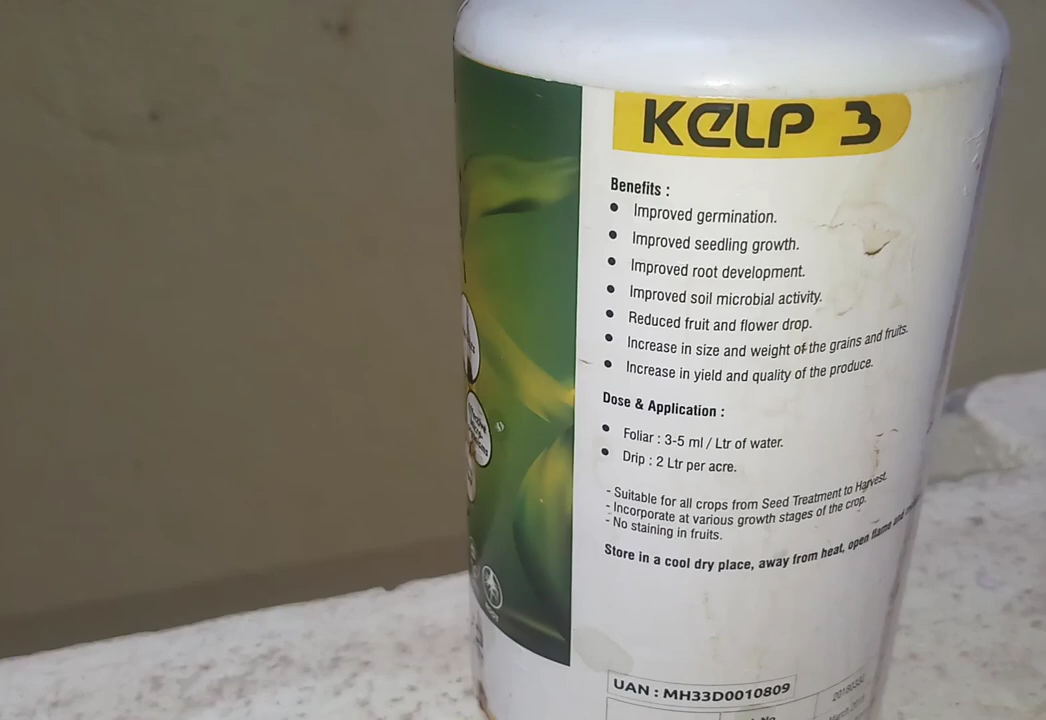 KELP 3
Benefits :
• Improved germination.
• Improved seedling growth.
• Improved root development.
• Improved soil microbial activity.
• Reduced fruit and flower drop.
• Increase in size and weight of the grains and fruits.
• Increase in yield and quality of the produce.
Dose & Application :
• Foliar : 3-5 ml / Ltr of water.
• Drip : 2 Ltr per acre.
- Suitable for all crops from Seed Treatment to Harvest.
- Incorporate at various growth stages of the crop.
- No staining in fruits.
Store in a cool dry place, away from heat, open flame and
UAN : MH33D0010809